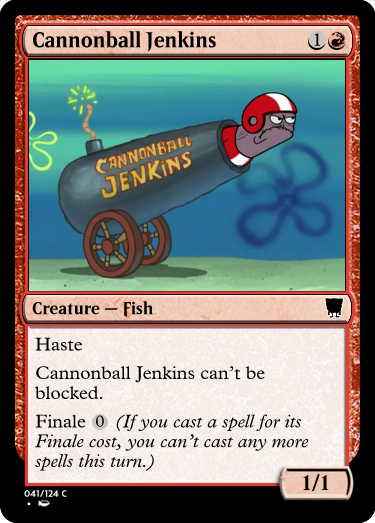 Cannonball Jenkins
1
CANNONBALL
JENKINS
Creature — Fish
Haste
Cannonball Jenkins can't be
blocked.
Finale 0 (If you cast a spell for its
Finale cost, you can't cast any more
spells this turn.)
1/1
041/124 C